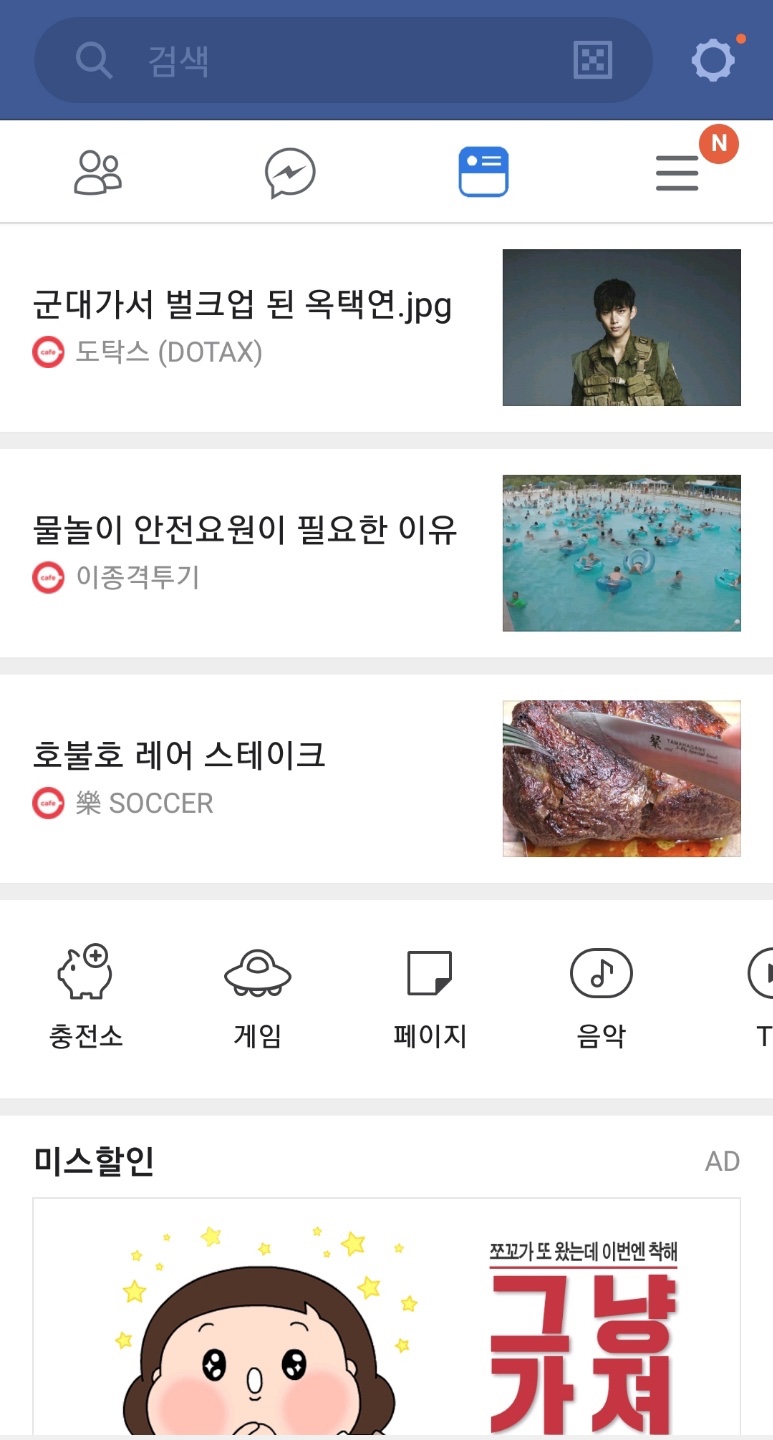 검색
N
군대가서 벌크업 된 옥택연.jpg
cafe 도탁스 (DOTAX)
물놀이 안전요원이 필요한 이유
cafe 이종격투기
호불호 레어 스테이크
cafe 樂 SOCCER
충전소
게임
페이지
음악
T
미스할인
AD
쪼꼬가 또 왔는데 이번엔 착해
그냥
가져